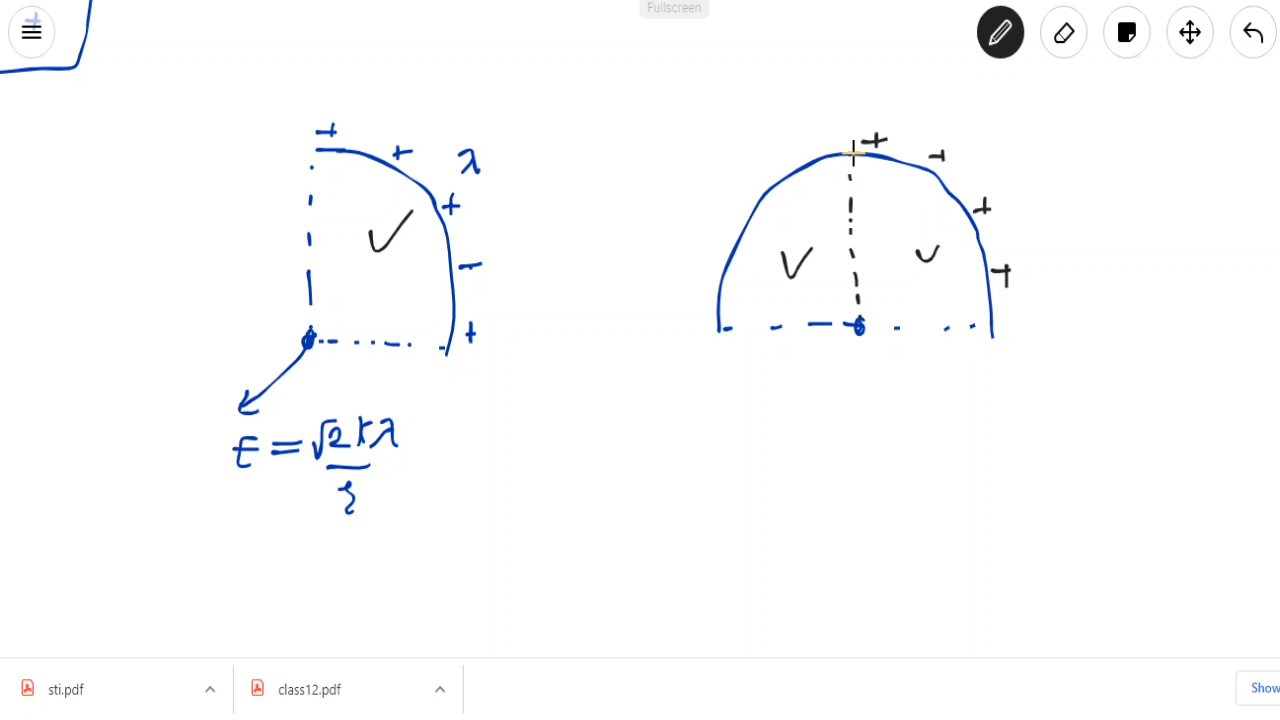 Fullscreen
+ + λ + − +
+ + + +
E = √2 kλ
r
sti.pdf
class12.pdf
Show